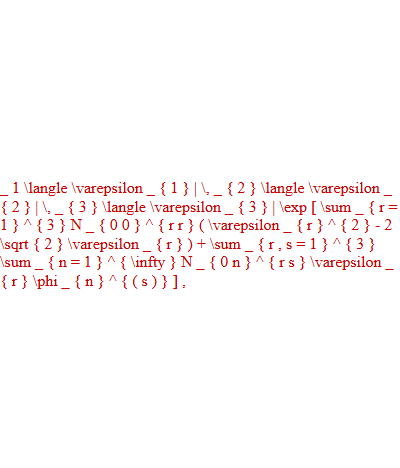 _ 1 \langle \varepsilon _ { 1 } | \, _ { 2 } \langle \varepsilon _
{ 2 } | \, _ { 3 } \langle \varepsilon _ { 3 } | \exp [ \sum _ { r =
1 } ^ { 3 } N _ { 0 0 } ^ { r r } ( \varepsilon _ { r } ^ { 2 } - 2
\sqrt { 2 } \varepsilon _ { r } ) + \sum _ { r , s = 1 } ^ { 3 }
\sum _ { n = 1 } ^ { \infty } N _ { 0 n } ^ { r s } \varepsilon _
{ r } \phi _ { n } ^ { ( s ) } ] ,